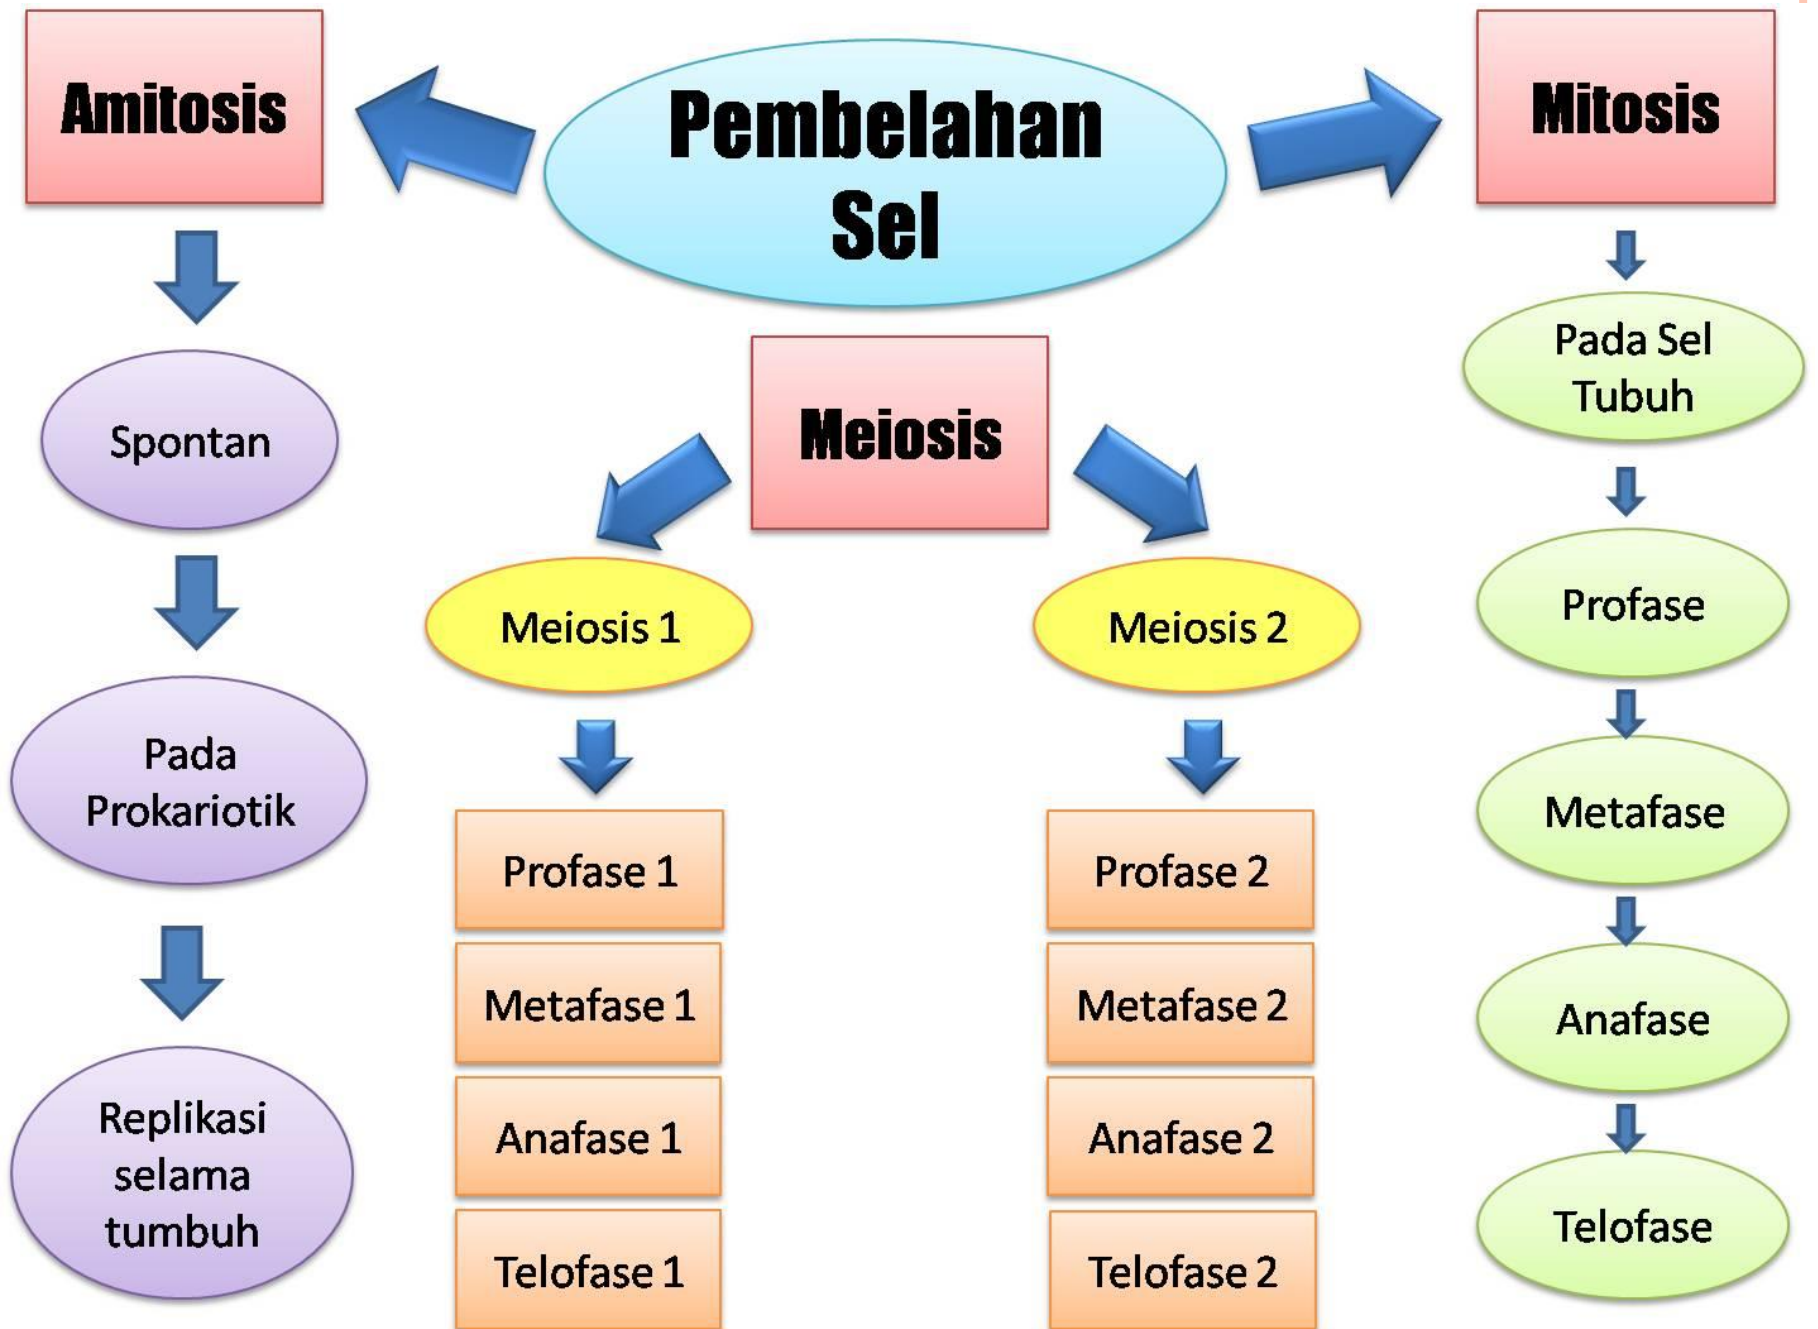 Amitosis
Pembelahan
Sel
Mitosis
Spontan
Pada
Prokariotik
Replikasi
selama
tumbuh
Meiosis
Meiosis 1
Profase 1
Metafase 1
Anafase 1
Telofase 1
Meiosis 2
Profase 2
Metafase 2
Anafase 2
Telofase 2
Pada Sel
Tubuh
Profase
Metafase
Anafase
Telofase